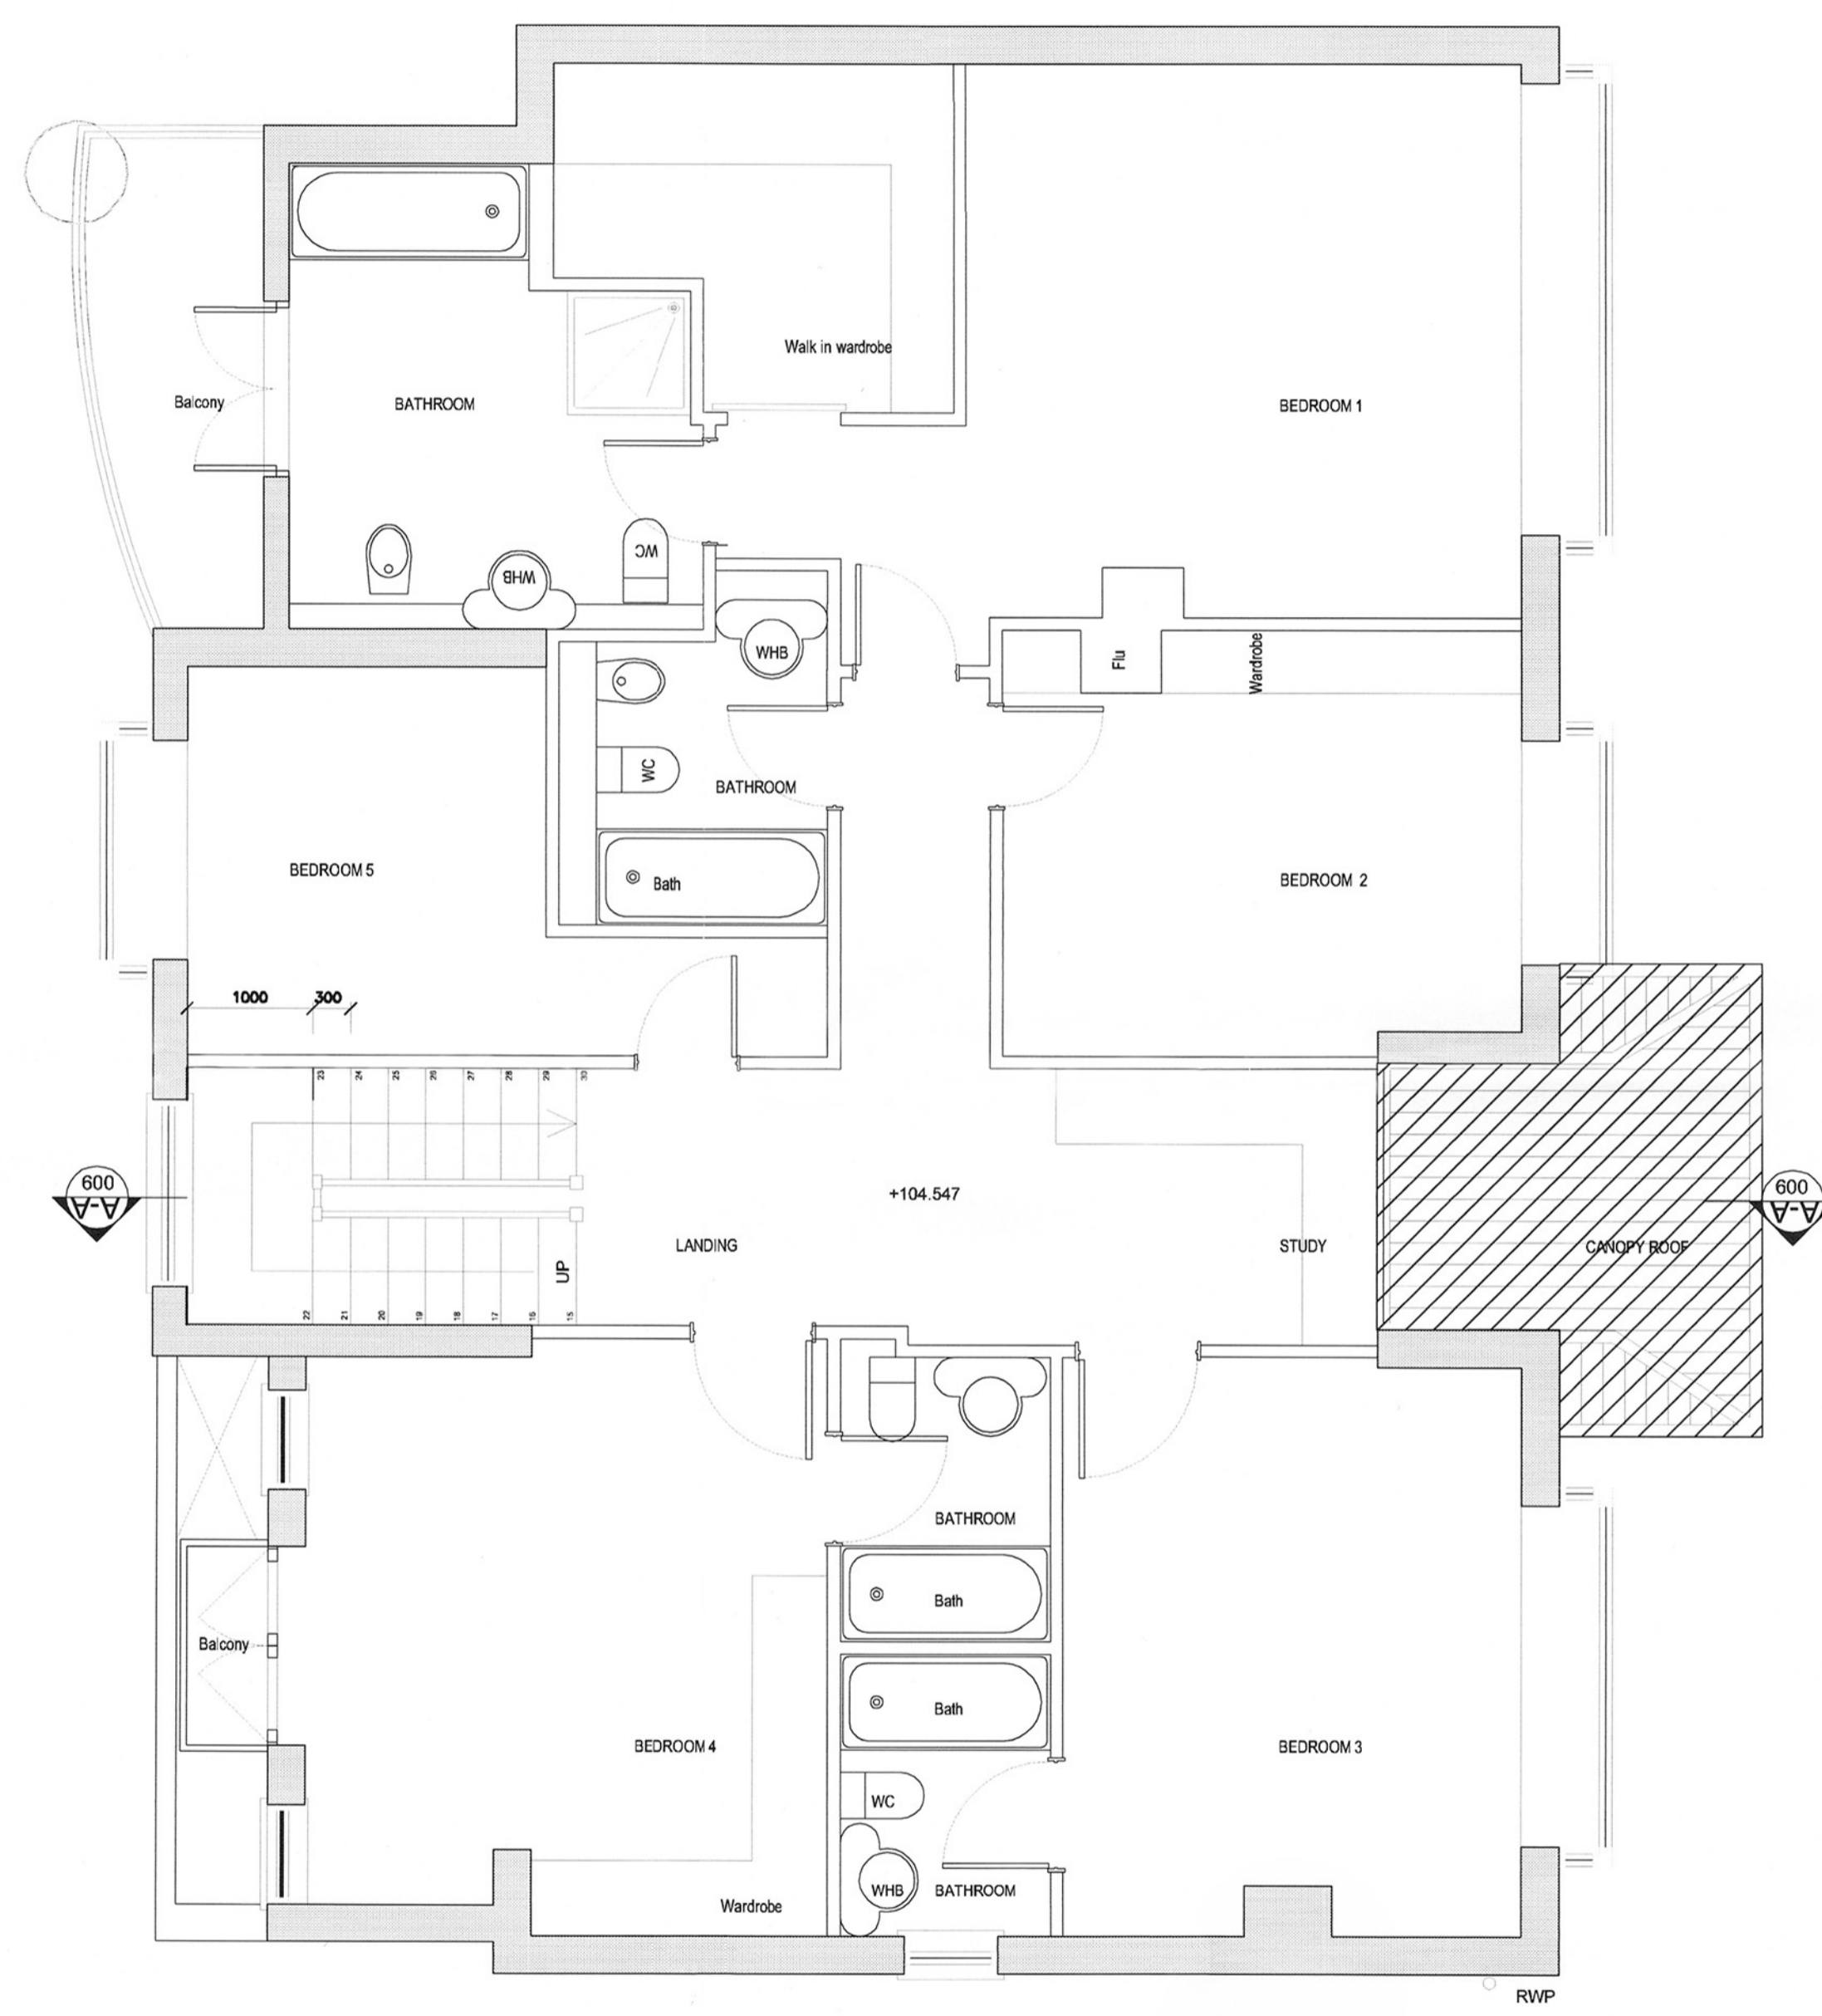 Walk in wardrobe
Balcony
BATHROOM
BEDROOM 1
WC
WHB
WHB
Flu
Wardrobe
WC
BATHROOM
BEDROOM 5
Bath
BEDROOM 2
1000
300
23 24 25 26 27 28 29 30
600
A-A
+104.547
600
A-A
LANDING
STUDY
CANOPY ROOF
UP
22 21 20 19 18 17 16 15
BATHROOM
Bath
Balcony
Bath
BEDROOM 4
BEDROOM 3
WC
WHB
BATHROOM
Wardrobe
RWP